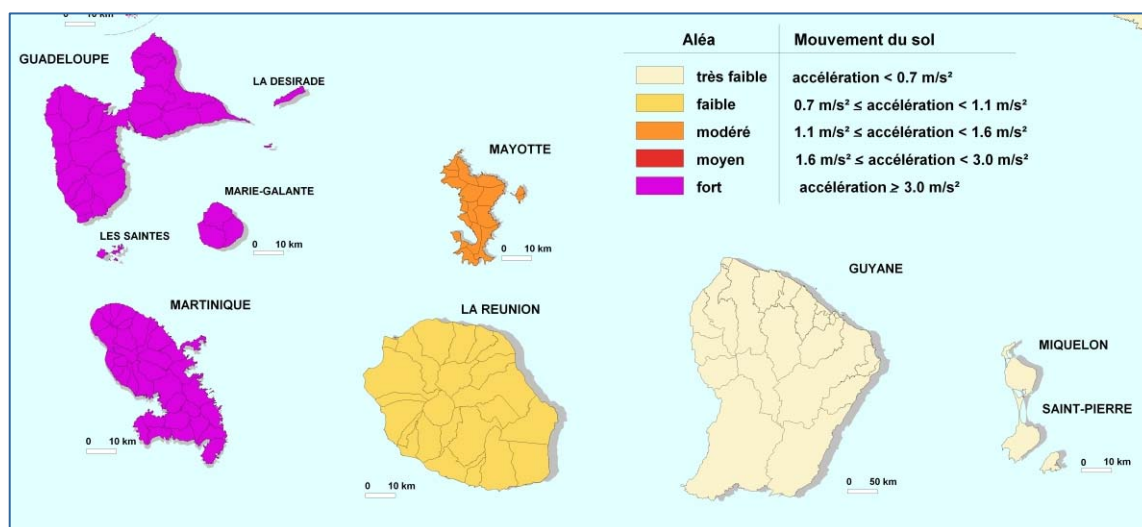 0 10 km
GUADELOUPE
LA DESIRADE
MARIE-GALANTE
LES SAINTES
0 10 km
MARTINIQUE
0 10 km
MAYOTTE
0 10 km
LA REUNION
0 10 km
Aléa Mouvement du sol
très faible accélération < 0.7 m/s²
faible 0.7 m/s² ≤ accélération < 1.1 m/s²
modéré 1.1 m/s² ≤ accélération < 1.6 m/s²
moyen 1.6 m/s² ≤ accélération < 3.0 m/s²
fort accélération ≥ 3.0 m/s²
GUYANE
0 50 km
MIQUELON
SAINT-PIERRE
0 10 km